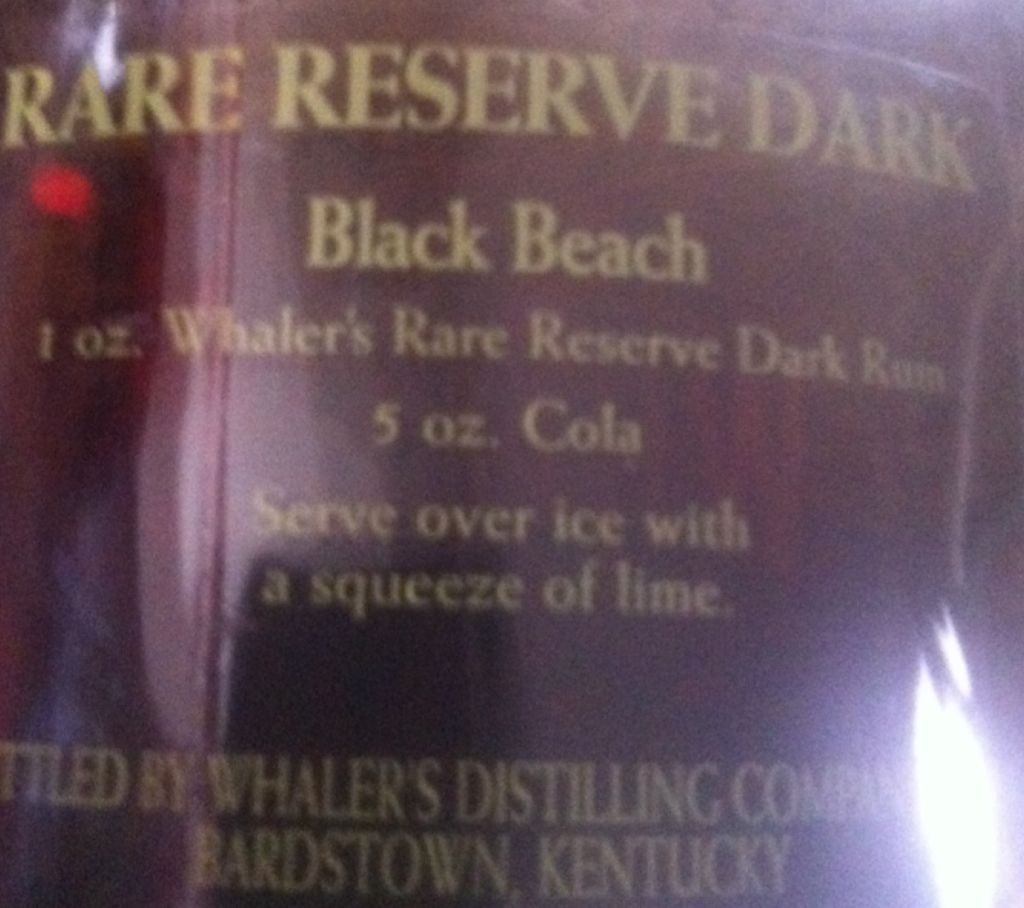 RARE RESERVE DARK
Black Beach
1 oz. Whaler's Rare Reserve Dark Rum
5 oz. Cola
Serve over ice with
a squeeze of lime.
TTLED BY WHALER'S DISTILLING COMPAN
BARDSTOWN, KENTUCKY